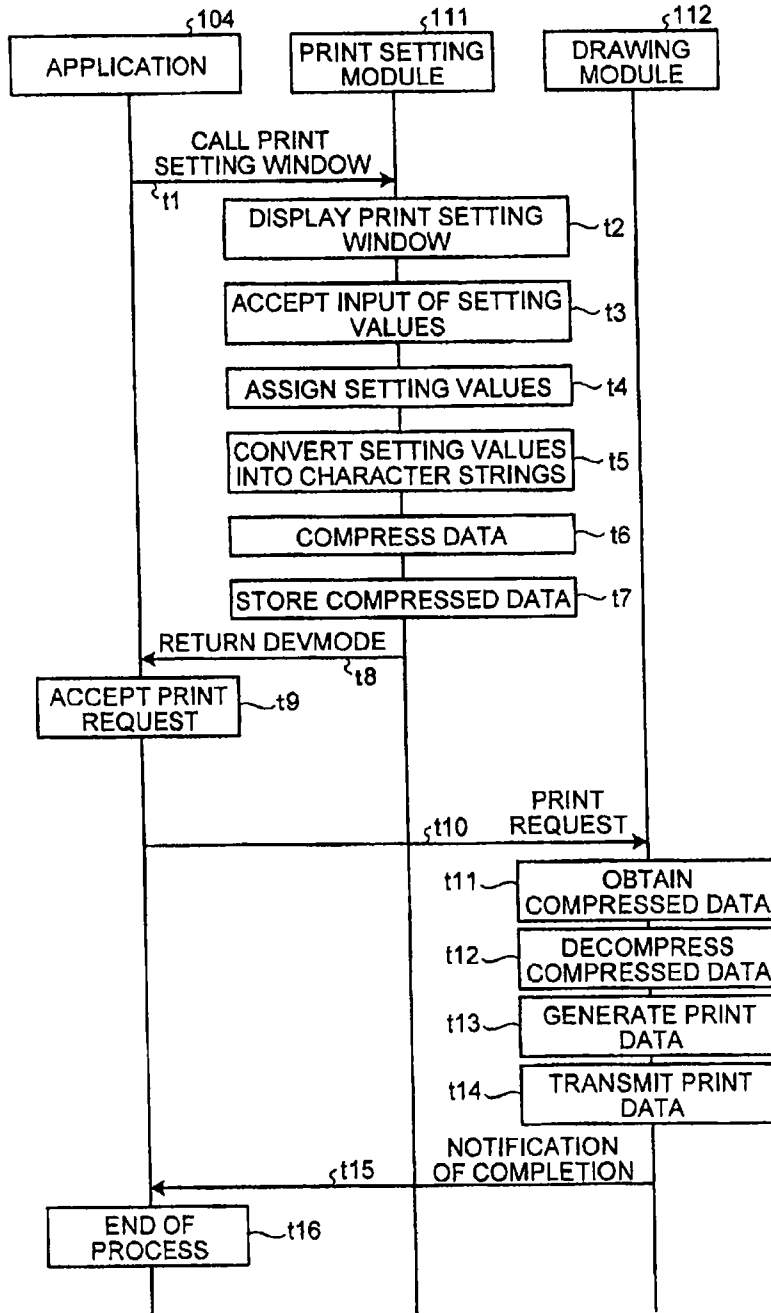 104
111
112
APPLICATION
PRINT SETTING
MODULE
DRAWING
MODULE
CALL PRINT
SETTING WINDOW
t1
DISPLAY PRINT SETTING
WINDOW
t2
ACCEPT INPUT OF SETTING
VALUES
t3
ASSIGN SETTING VALUES
t4
CONVERT SETTING VALUES
INTO CHARACTER STRINGS
t5
COMPRESS DATA
t6
STORE COMPRESSED DATA
t7
RETURN DEVMODE
t8
ACCEPT PRINT
REQUEST
t9
PRINT
REQUEST
t10
t11
OBTAIN
COMPRESSED DATA
t12
DECOMPRESS
COMPRESSED DATA
t13
GENERATE PRINT
DATA
t14
TRANSMIT PRINT
DATA
NOTIFICATION
OF COMPLETION
t15
END OF
PROCESS
t16